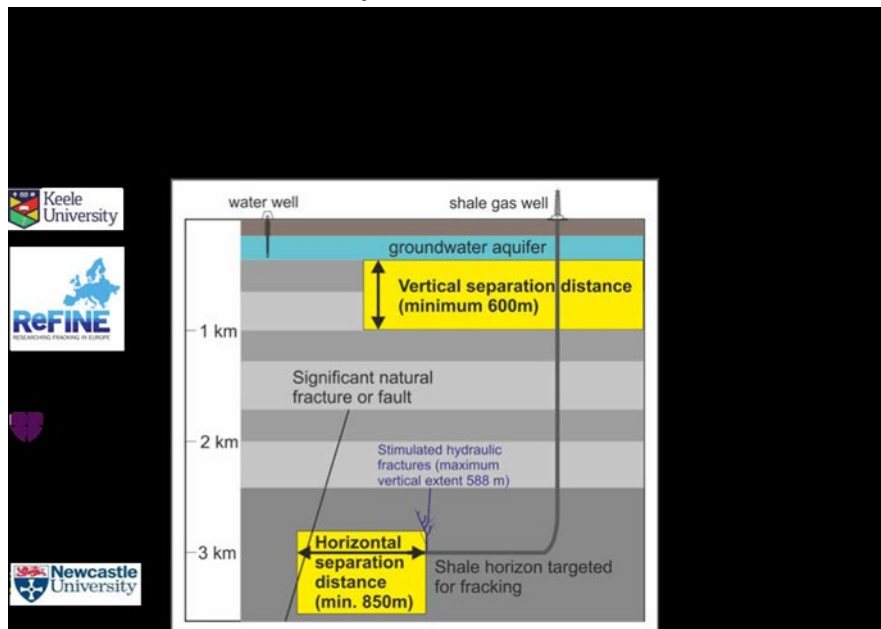 Keele
University
ReFINE
RESEARCHING FRACKING IN EUROPE
Newcastle
University
water well
shale gas well
groundwater aquifer
Vertical separation distance
(minimum 600m)
1 km
Significant natural
fracture or fault
2 km
Stimulated hydraulic
fractures (maximum
vertical extent 588 m)
3 km
Horizontal
separation
distance
(min. 850m)
Shale horizon targeted
for fracking